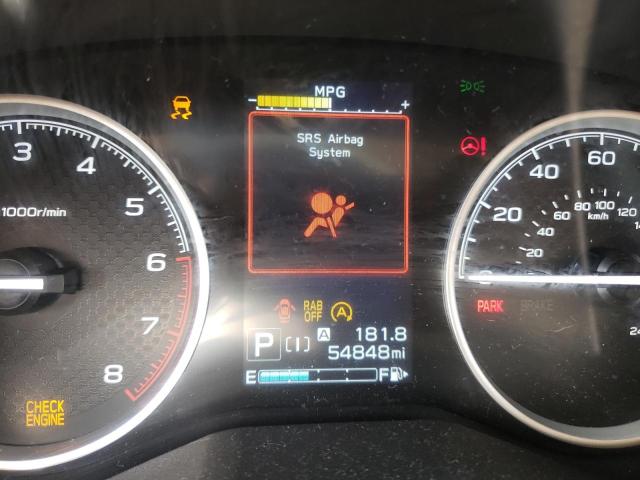 MPG
- +
SRS Airbag
System
3 4 5 6 7 8
1000r/min
CHECK
ENGINE
RAB
OFF
A
P
[ ( ) ]
A 181.8
54848mi
E F
!
0 20 40 60
20 40 60 80 100 120
km/h
PARK BRAKE